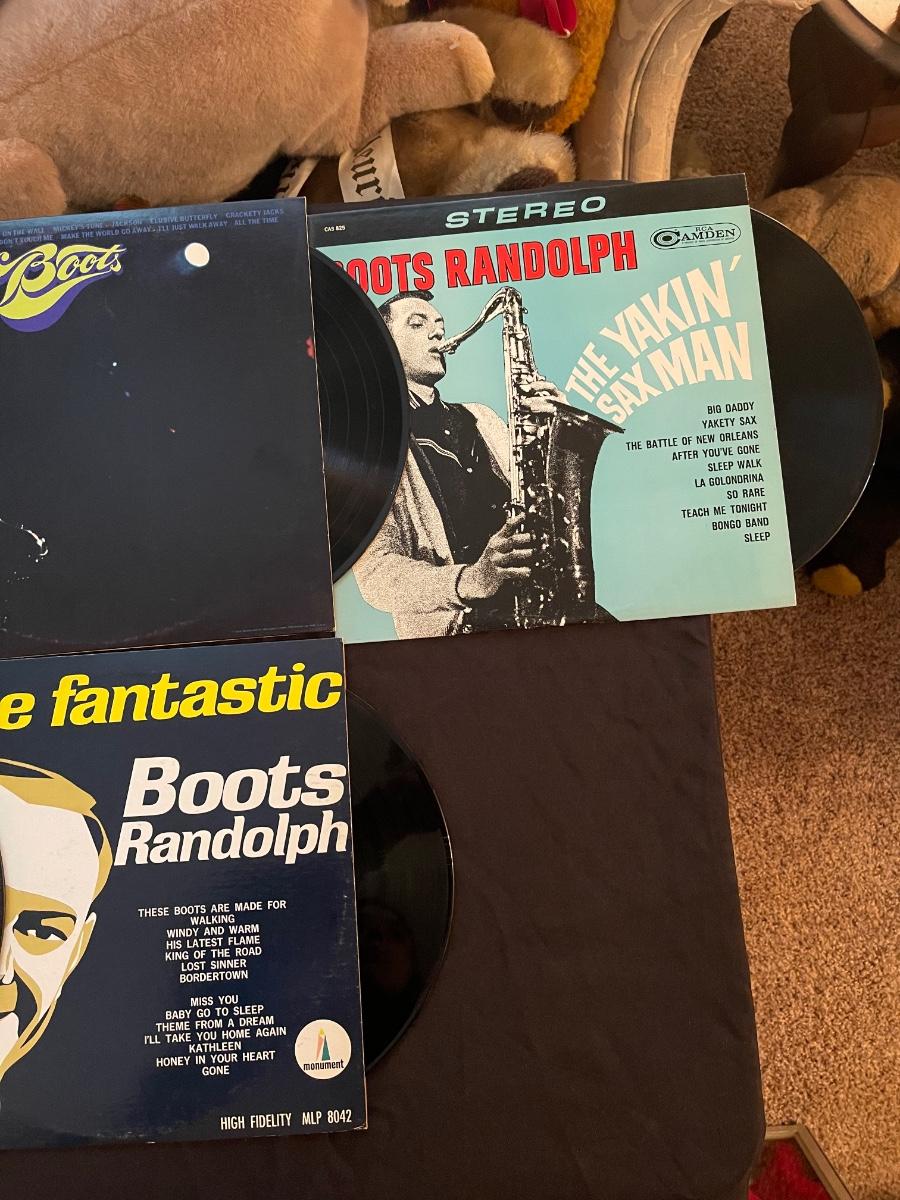 eur
ON THE WALL MICKEY'S TUNE · JACKSON ELUSIVE BUTTERFLY CRACKETY JACKS
DON'T TOUCH ME MAKE THE WORLD GO AWAY · I'LL JUST WALK AWAY ALL THE TIME
Boots
CAS 825
STEREO
RCA
CAMDEN
BOOTS RANDOLPH
THE YAKIN'
SAX MAN
BIG DADDY
YAKETY SAX
THE BATTLE OF NEW ORLEANS
AFTER YOU'VE GONE
SLEEP WALK
LA GOLONDRINA
SO RARE
TEACH ME TONIGHT
BONGO BAND
SLEEP
e fantastic
Boots
Randolph
THESE BOOTS ARE MADE FOR
WALKING
WINDY AND WARM
HIS LATEST FLAME
KING OF THE ROAD
LOST SINNER
BORDERTOWN
MISS YOU
BABY GO TO SLEEP
THEME FROM A DREAM
I'LL TAKE YOU HOME AGAIN
KATHLEEN
HONEY IN YOUR HEART
GONE
monument
HIGH FIDELITY MLP 8042